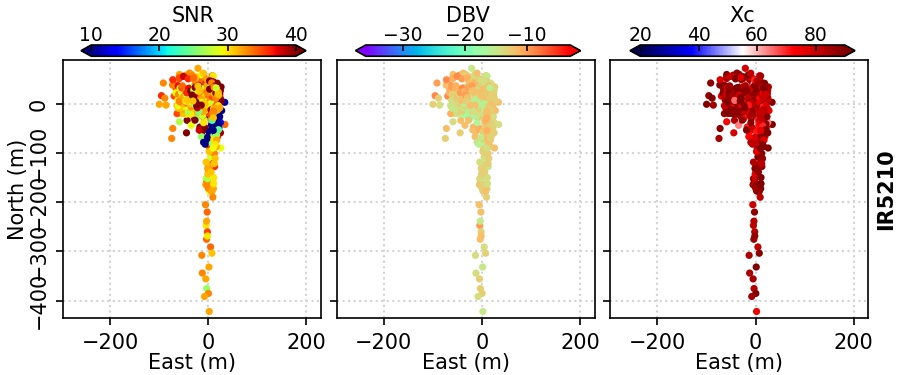 SNR DBV Xc
10 20 30 40 −30 −20 −10 20 40 60 80
North (m)
0
−100
−200
−300
−400
IR5210
−200 0 200 −200 0 200 −200 0 200
East (m) East (m) East (m)